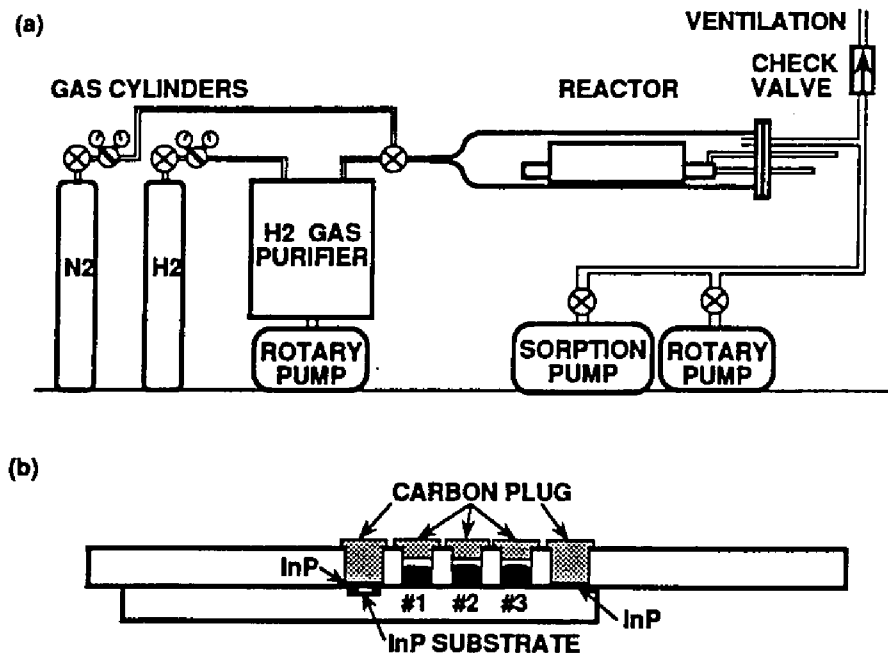 (a)
VENTILATION
CHECK
VALVE
GAS CYLINDERS
REACTOR
N2
H2
H2 GAS
PURIFIER
ROTARY
PUMP
SORPTION
PUMP
ROTARY
PUMP
(b)
CARBON PLUG
InP
#1 #2 #3
InP
InP SUBSTRATE